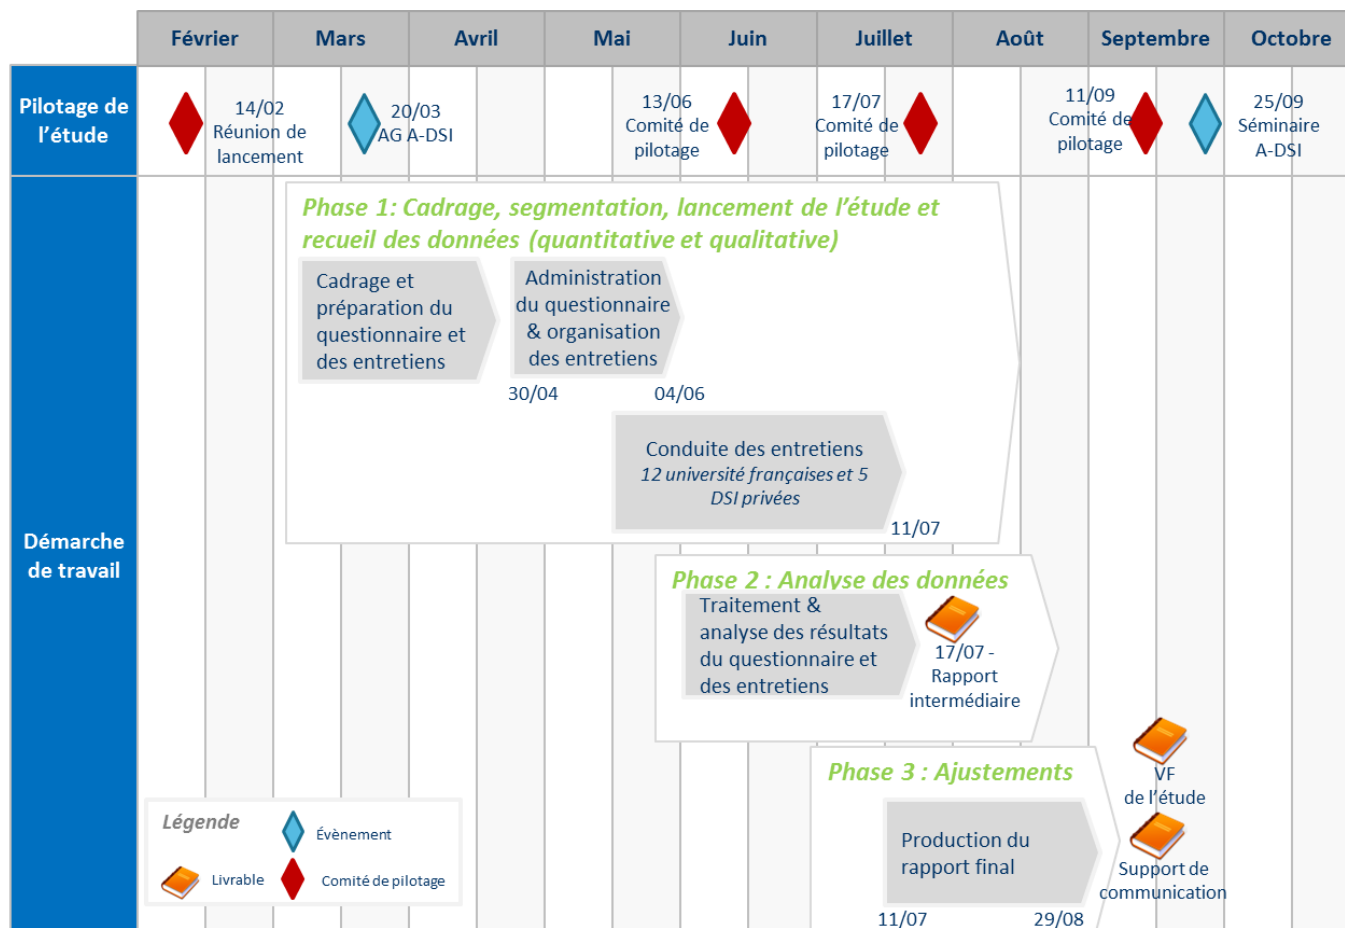 Février
Mars
Avril
Mai
Juin
Juillet
Août
Septembre
Octobre
Pilotage de
l'étude
14/02
Réunion de
lancement
20/03
AG A-DSI
13/06
Comité de
pilotage
17/07
Comité de
pilotage
11/09
Comité de
pilotage
25/09
Séminaire
A-DSI
Démarche
de travail
Phase 1: Cadrage, segmentation, lancement de l'étude et
recueil des données (quantitative et qualitative)
Cadrage et
préparation du
questionnaire et
des entretiens
Administration
du questionnaire
& organisation
des entretiens
30/04
04/06
Conduite des entretiens
12 université françaises et 5
DSI privées
11/07
Phase 2 : Analyse des données
Traitement &
analyse des résultats
du questionnaire et
des entretiens
17/07 -
Rapport
intermédiaire
Phase 3 : Ajustements
Production du
rapport final
11/07
29/08
VF
de l'étude
Support de
communication
Légende
Évènement
Livrable
Comité de pilotage